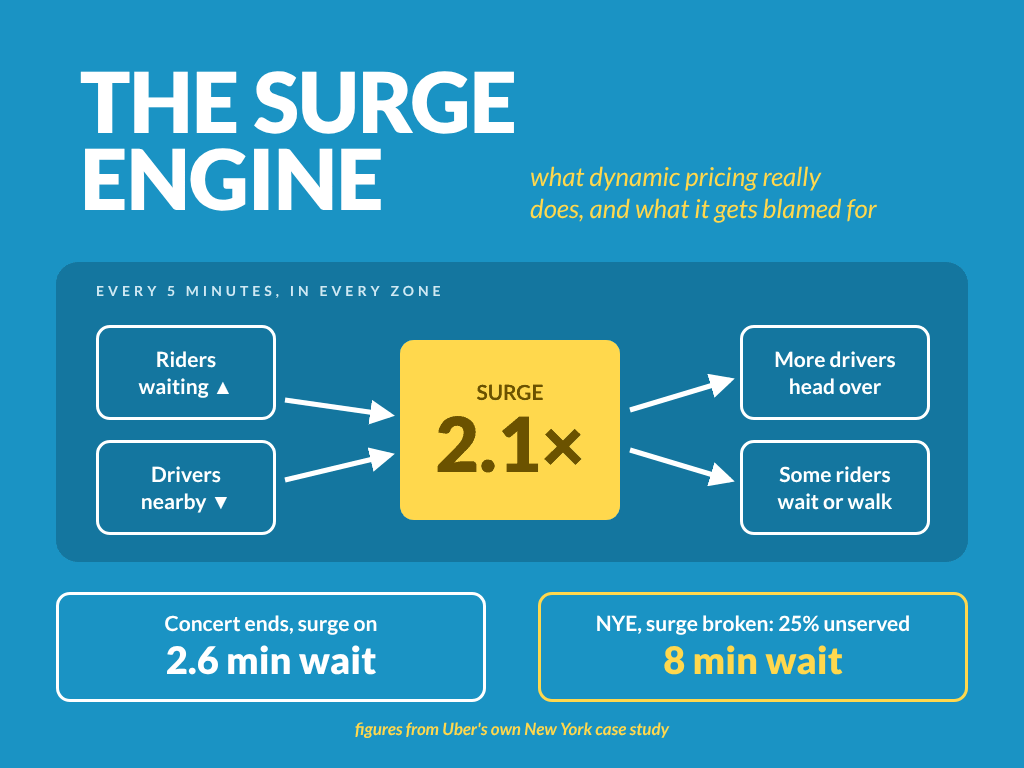 THE SURGE
ENGINE
what dynamic pricing really
does, and what it gets blamed for
EVERY 5 MINUTES, IN EVERY ZONE
Riders
waiting ▲
Drivers
nearby ▼
SURGE
2.1×
More drivers
head over
Some riders
wait or walk
Concert ends, surge on
2.6 min wait
NYE, surge broken: 25% unserved
8 min wait
figures from Uber's own New York case study